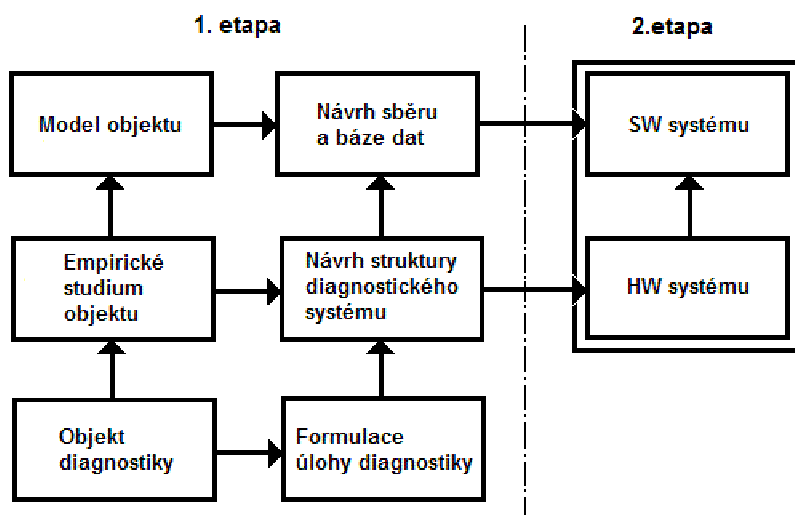 1. etapa
2.etapa
Model objektu
Návrh sběru
a báze dat
SW systému
Empirické
studium
objektu
Návrh struktury
diagnostického
systému
HW systému
Objekt
diagnostiky
Formulace
úlohy diagnostiky